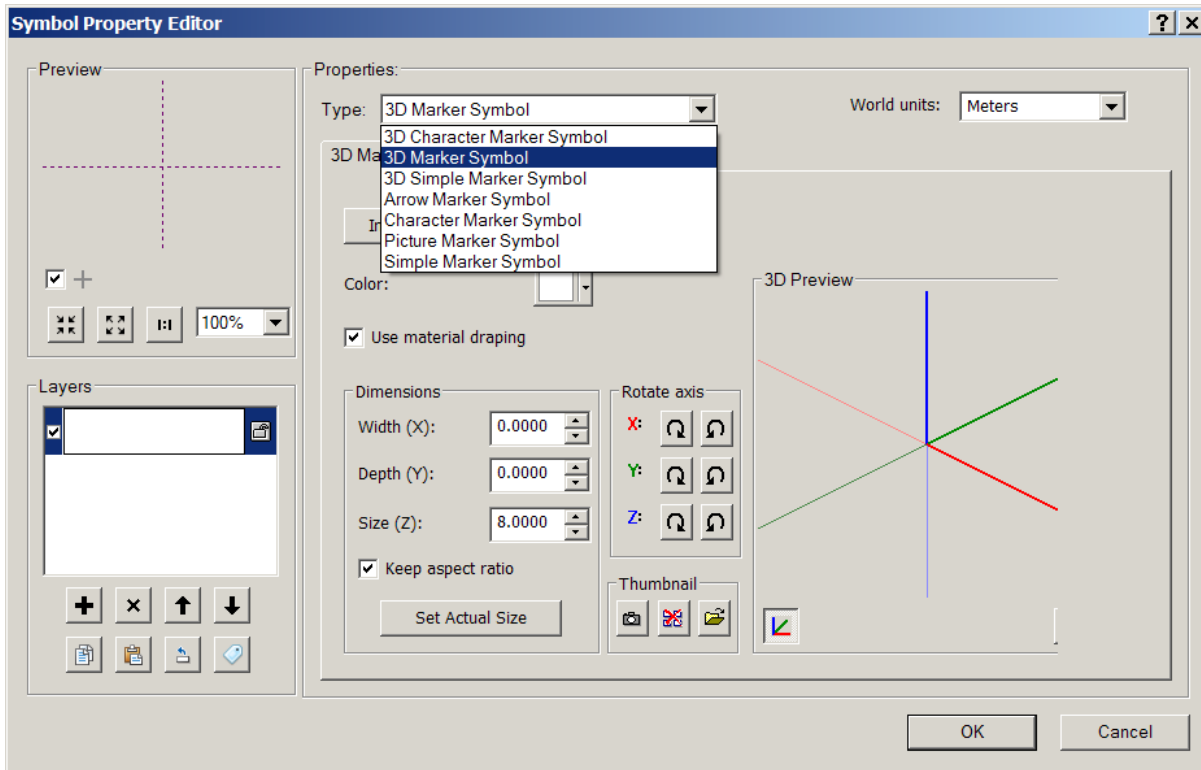 Symbol Property Editor
Preview
100%
Layers
Properties:
Type: 3D Marker Symbol
World units: Meters
3D Character Marker Symbol
3D Marker Symbol
3D Simple Marker Symbol
Arrow Marker Symbol
Character Marker Symbol
Picture Marker Symbol
Simple Marker Symbol
Color:
Use material draping
Dimensions
Width (X): 0.0000
Depth (Y): 0.0000
Size (Z): 8.0000
Keep aspect ratio
Set Actual Size
Rotate axis
X:
Y:
Z:
Thumbnail
3D Preview
OK
Cancel